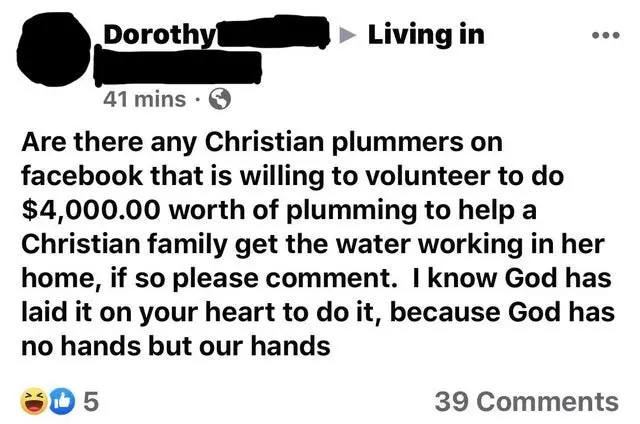 Dorothy Living in
41 mins ·
Are there any Christian plummers on
facebook that is willing to volunteer to do
$4,000.00 worth of plumming to help a
Christian family get the water working in her
home, if so please comment.  I know God has
laid it on your heart to do it, because God has
no hands but our hands
5 39 Comments